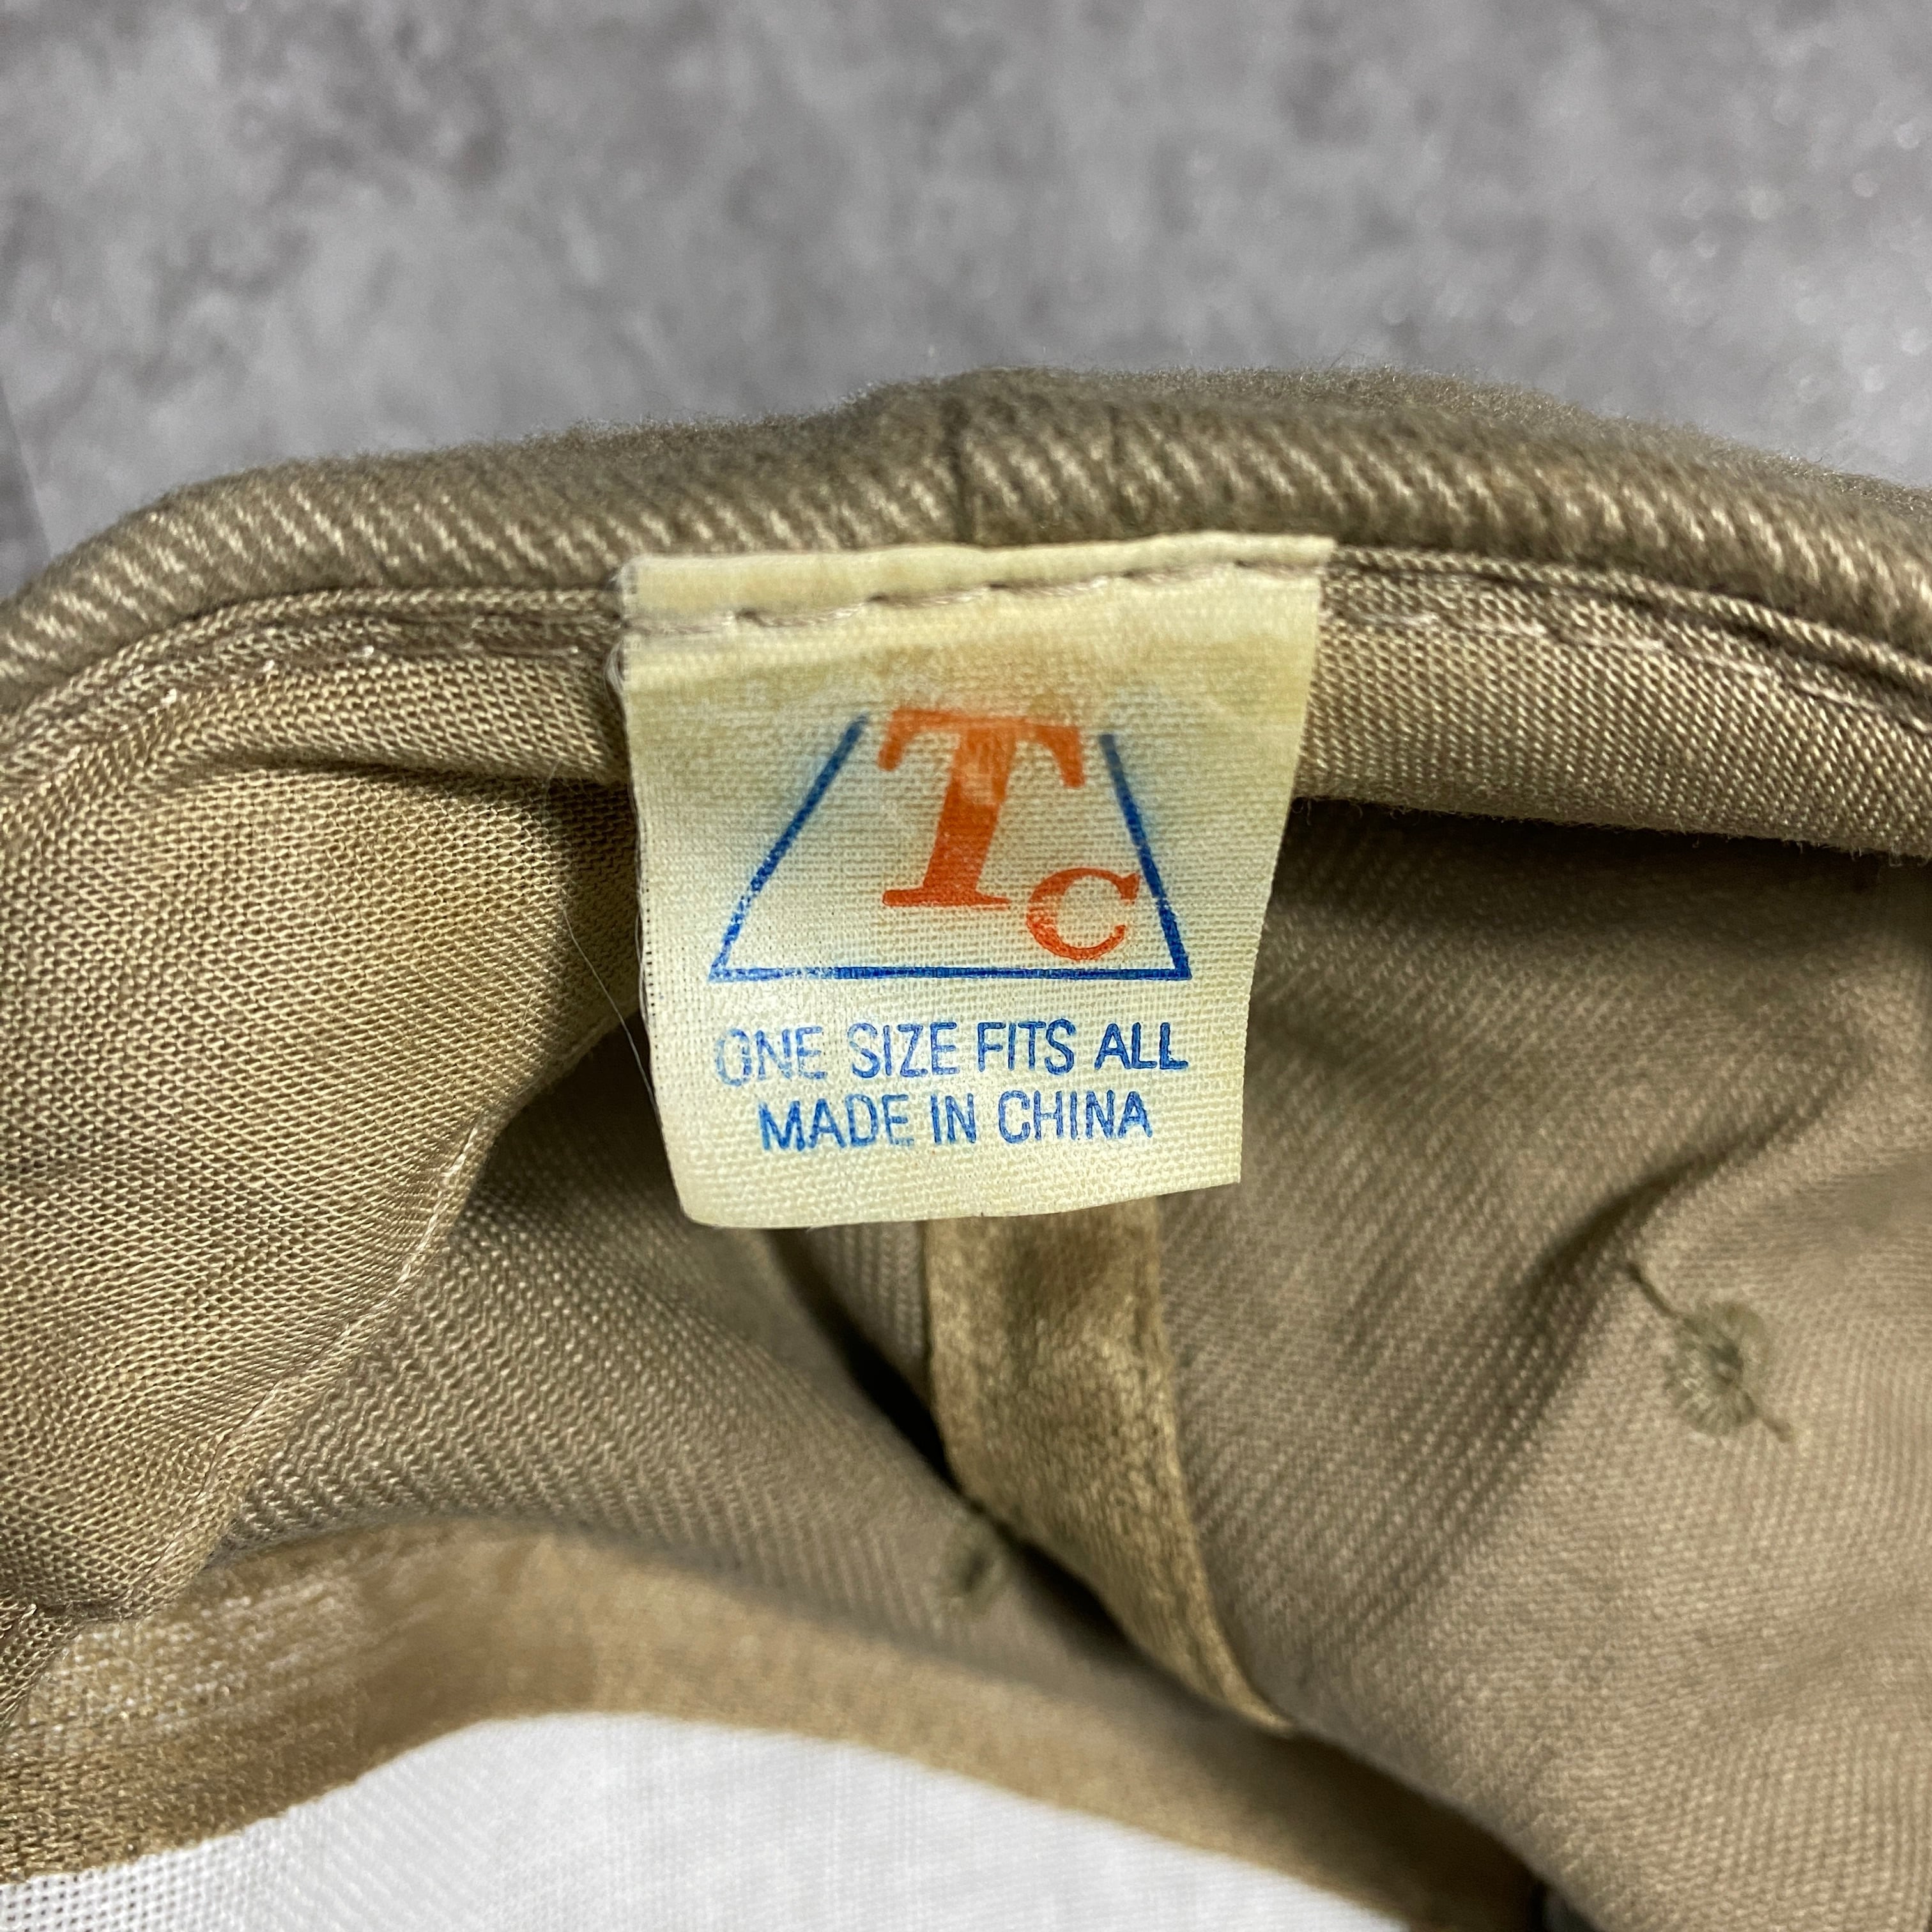 TC
ONE SIZE FITS ALL
MADE IN CHINA